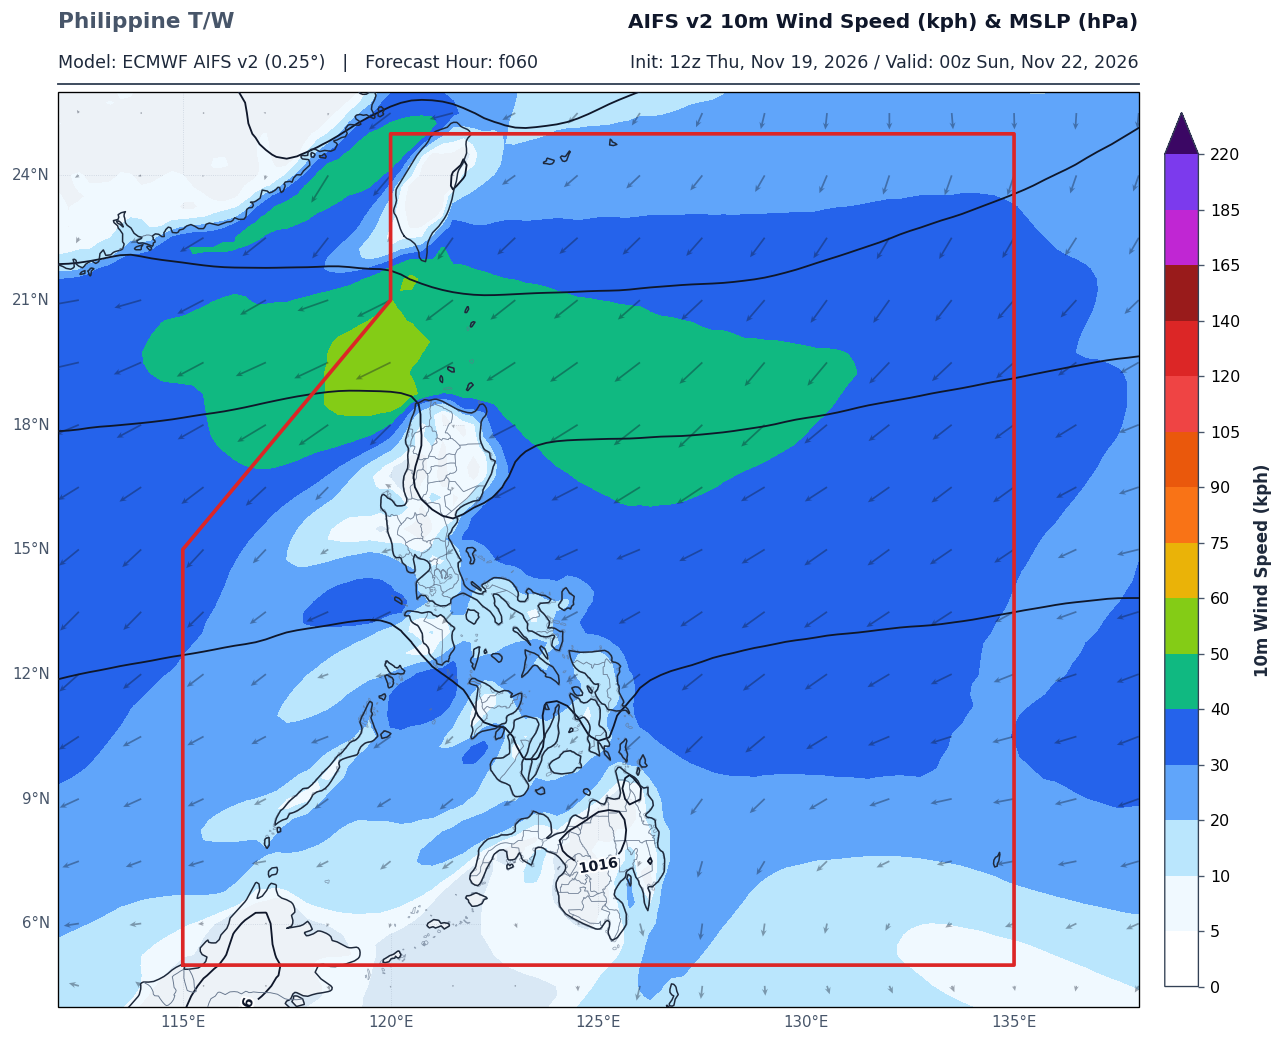 Philippine T/W
AIFS v2 10m Wind Speed (kph) & MSLP (hPa)
Model: ECMWF AIFS v2 (0.25°) | Forecast Hour: f060
Init: 12z Thu, Nov 19, 2026 / Valid: 00z Sun, Nov 22, 2026
24°N
21°N
18°N
15°N
12°N
9°N
6°N
115°E
120°E
125°E
130°E
135°E
1016
220
185
165
140
120
105
90
75
60
50
40
30
20
10
5
0
10m Wind Speed (kph)